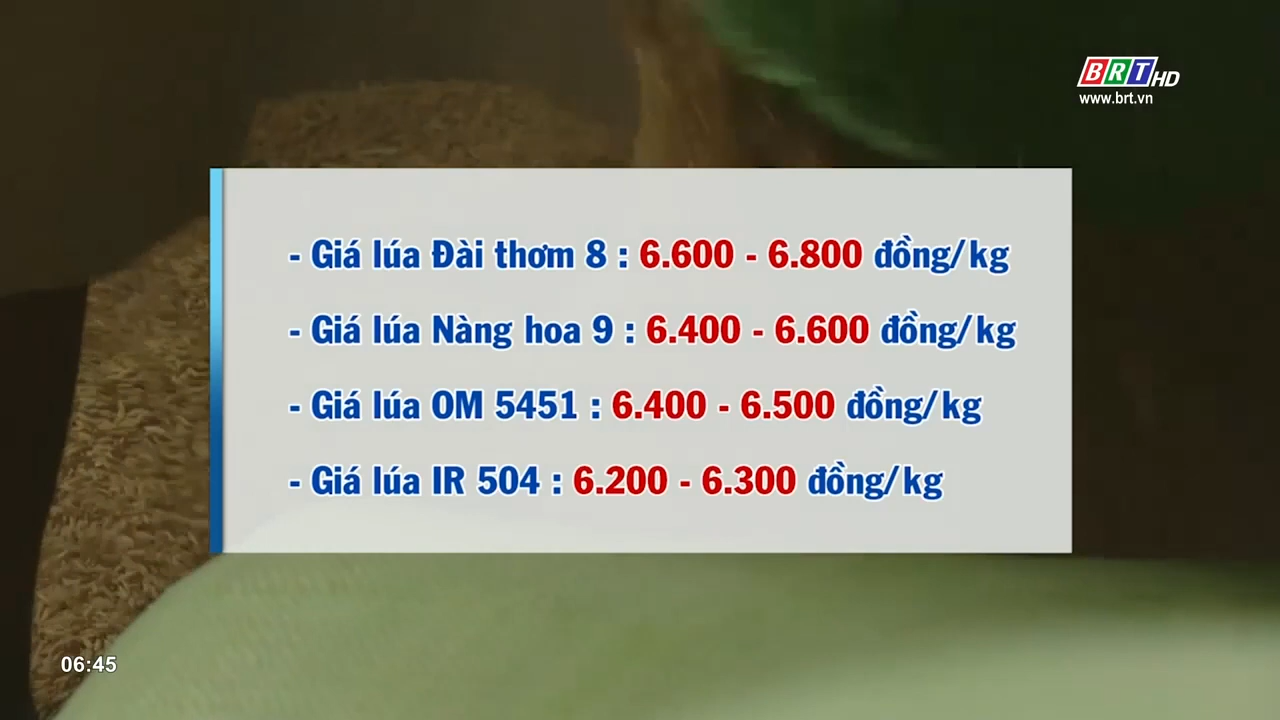 BRT HD
www.brt.vn
- Giá lúa Đài thơm 8 : 6.600 - 6.800 đồng/kg
- Giá lúa Nàng hoa 9 : 6.400 - 6.600 đồng/kg
- Giá lúa OM 5451 : 6.400 - 6.500 đồng/kg
- Giá lúa IR 504 : 6.200 - 6.300 đồng/kg
06:45